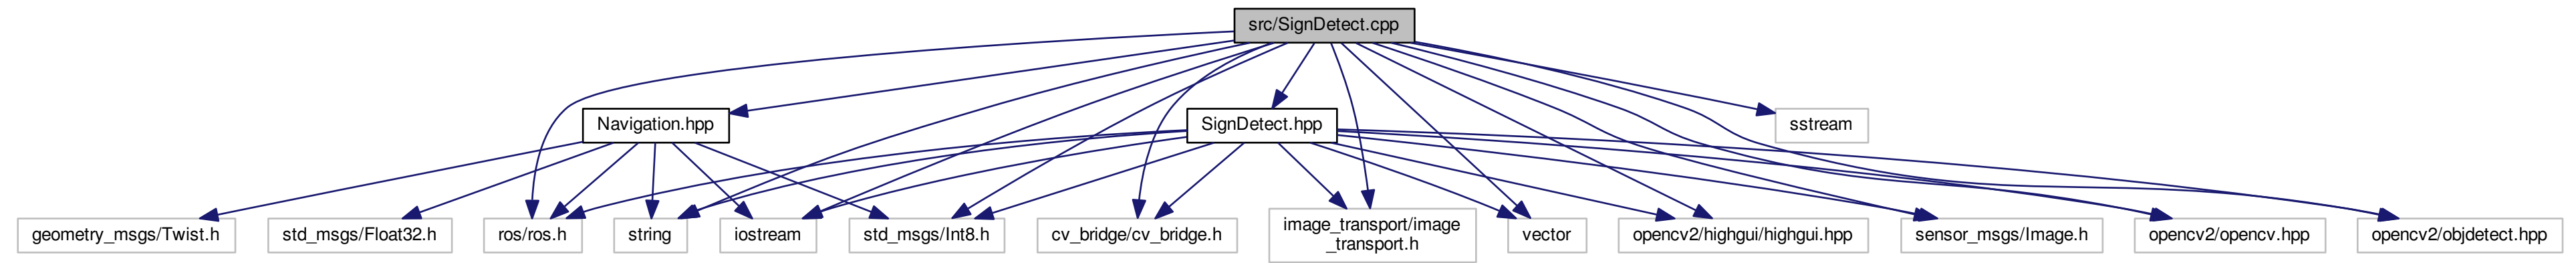 src/SignDetect.cpp
Navigation.hpp
SignDetect.hpp
sstream
geometry_msgs/Twist.h
std_msgs/Float32.h
ros/ros.h
string
iostream
std_msgs/Int8.h
cv_bridge/cv_bridge.h
image_transport/image
_transport.h
vector
opencv2/highgui/highgui.hpp
sensor_msgs/Image.h
opencv2/opencv.hpp
opencv2/objdetect.hpp